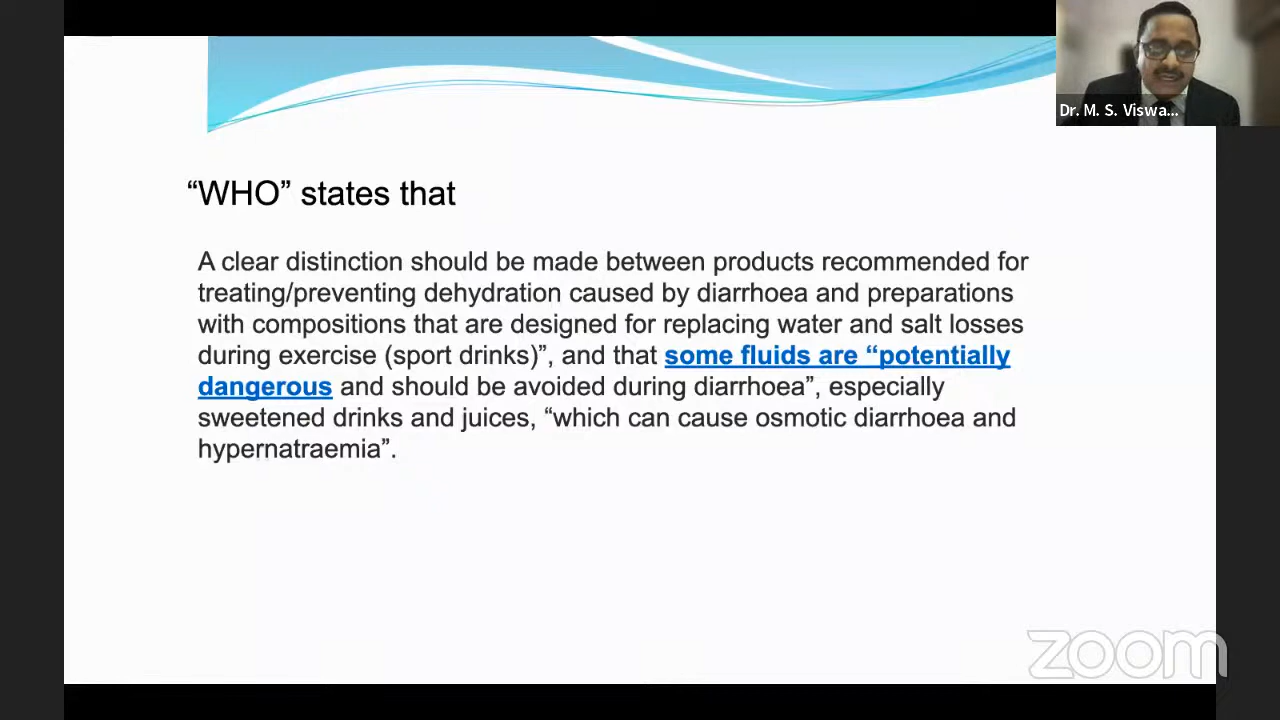 Dr. M. S. Viswa...
“WHO” states that
A clear distinction should be made between products recommended for
treating/preventing dehydration caused by diarrhoea and preparations
with compositions that are designed for replacing water and salt losses
during exercise (sport drinks)”, and that some fluids are “potentially
dangerous and should be avoided during diarrhoea”, especially
sweetened drinks and juices, “which can cause osmotic diarrhoea and
hypernatraemia”.
zoom